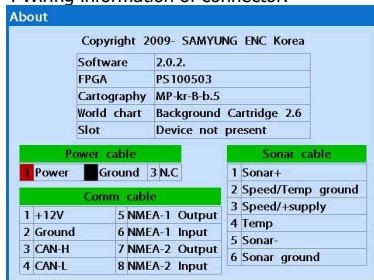 4 Wiring information of connector.
About
Copyright 2009- SAMYUNG ENC Korea
Software 2.0.2.
FPGA PS100503
Cartography MP-kr-B-b.5
World chart Background Cartridge 2.6
Slot Device not present
Power cable
1 Power Ground 3 N.C
Comm cable
1 +12V 5 NMEA-1 Output
2 Ground 6 NMEA-1 Input
3 CAN-H 7 NMEA-2 Output
4 CAN-L 8 NMEA-2 Input
Sonar cable
1 Sonar+
2 Speed/Temp ground
3 Speed/+supply
4 Temp
5 Sonar-
6 Sonar ground